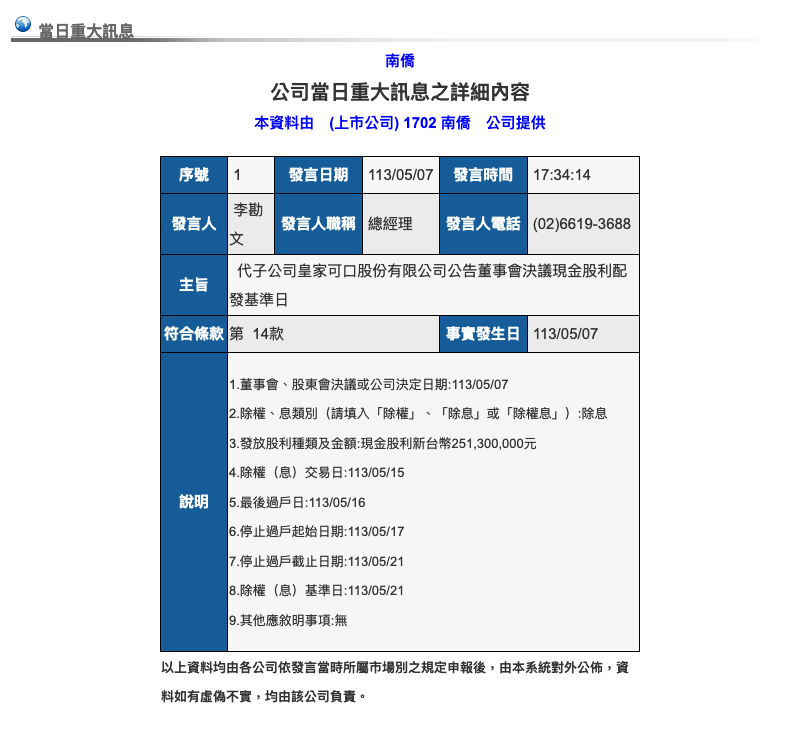 當日重大訊息
南僑
公司當日重大訊息之詳細內容
本資料由 (上市公司) 1702 南僑 公司提供
序號 1 發言日期 113/05/07 發言時間 17:34:14
發言人 李勘文 發言人職稱 總經理 發言人電話 (02)6619-3688
主旨 代子公司皇家可口股份有限公司公告董事會決議現金股利配
發基準日
符合條款 第 14款 事實發生日 113/05/07
說明
1.董事會、股東會決議或公司決定日期:113/05/07
2.除權、息類別（請填入「除權」、「除息」或「除權息」）:除息
3.發放股利種類及金額:現金股利新台幣251,300,000元
4.除權（息）交易日:113/05/15
5.最後過戶日:113/05/16
6.停止過戶起始日期:113/05/17
7.停止過戶截止日期:113/05/21
8.除權（息）基準日:113/05/21
9.其他應敘明事項:無
以上資料均由各公司依發言當時所屬市場別之規定申報後，由本系統對外公佈，資
料如有虛偽不實，均由該公司負責。